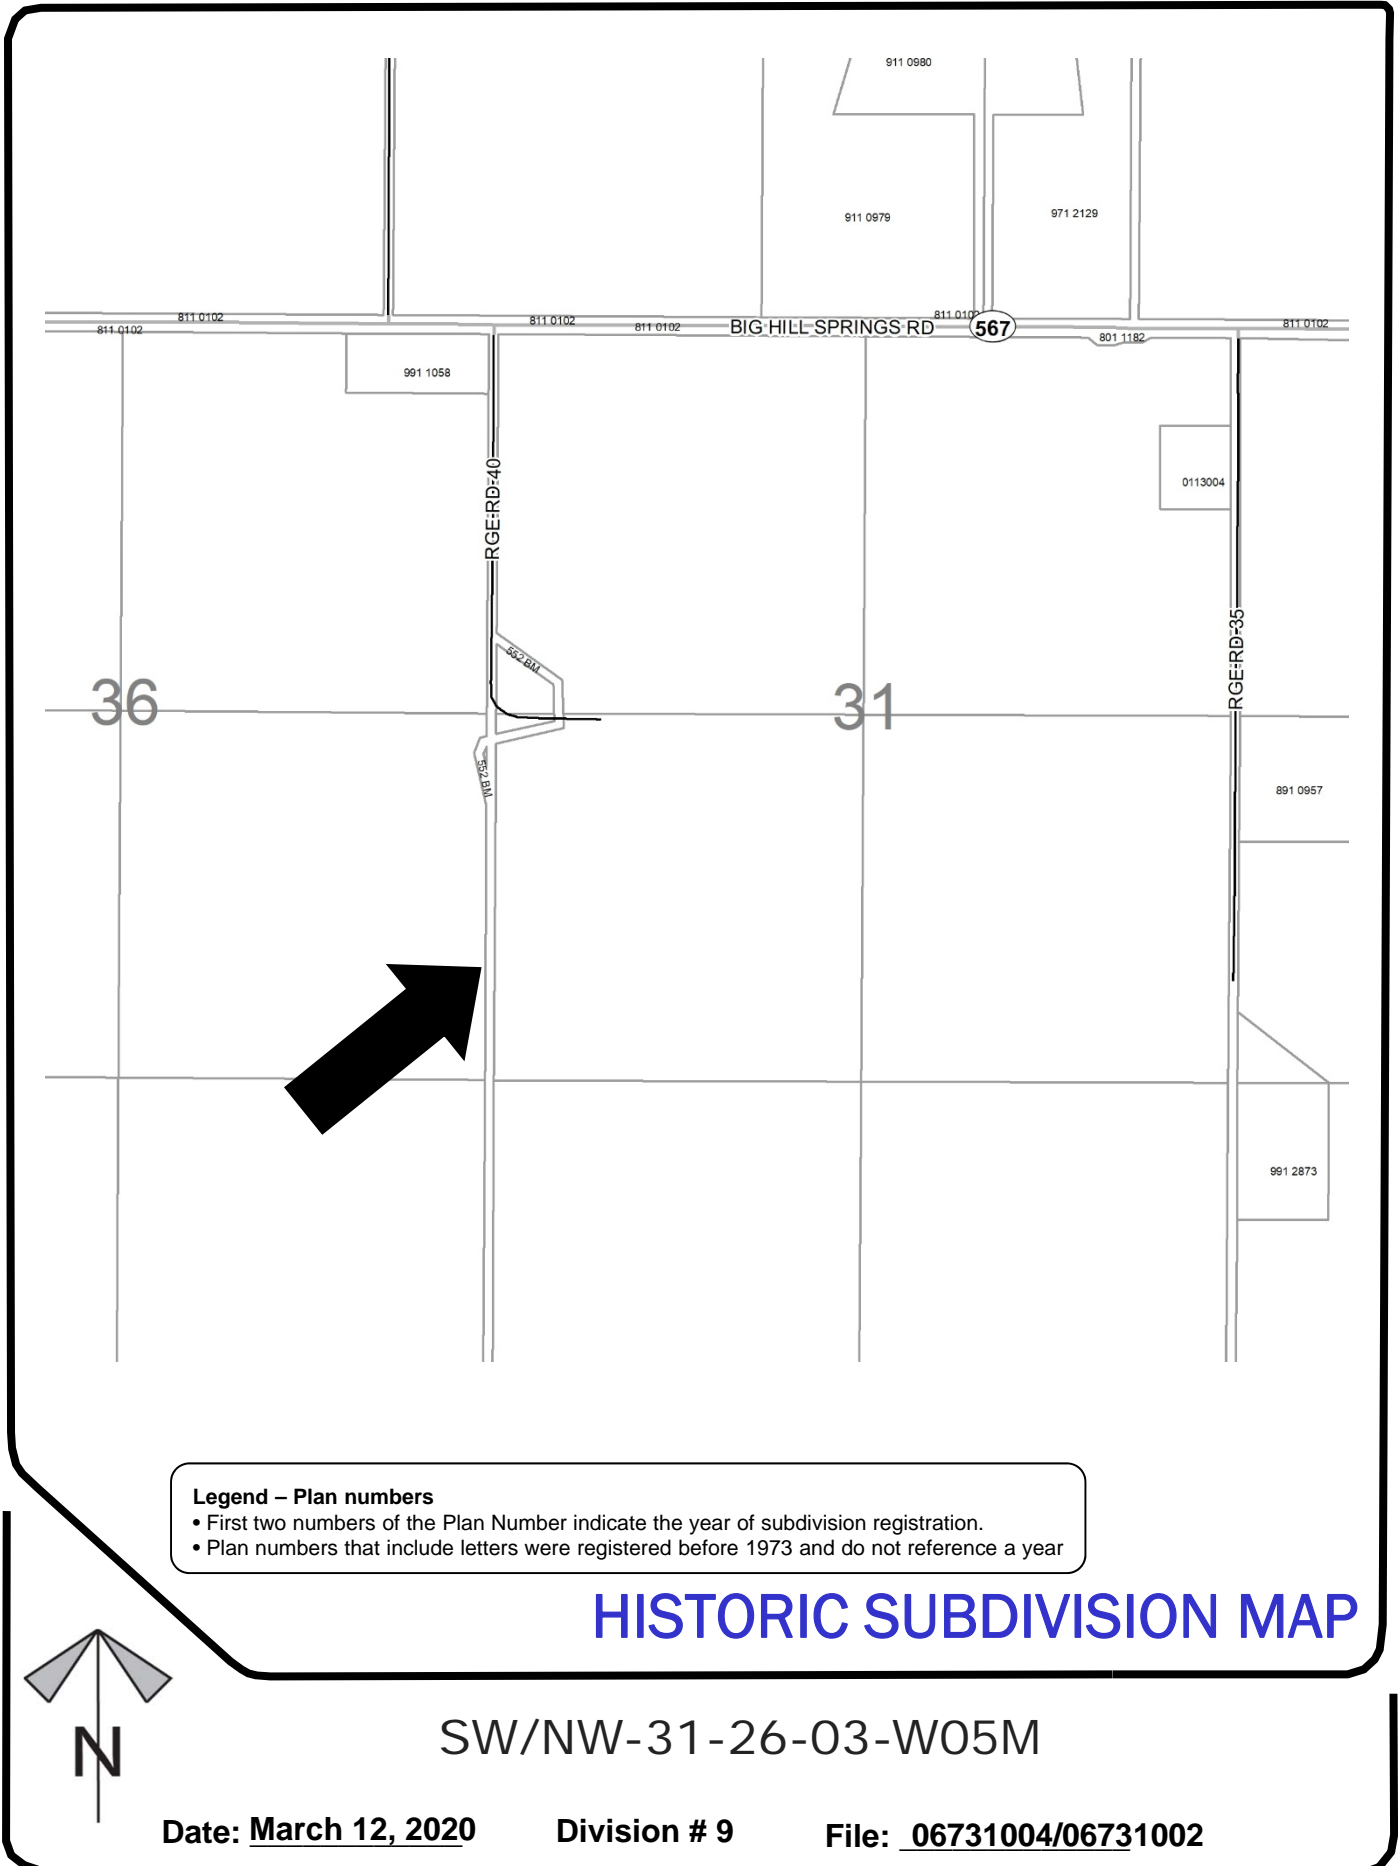 911 0980
911 0979
971 2129
811 0102
811 0102
811 0102
811 0102
BIG HILL SPRINGS RD
811 0102
567
811 0102
801 1182
991 1058
RGE RD 40
0113004
RGE RD 35
552 BM
36
31
552 BM
891 0957
991 2873
Legend – Plan numbers
• First two numbers of the Plan Number indicate the year of subdivision registration.
• Plan numbers that include letters were registered before 1973 and do not reference a year
HISTORIC SUBDIVISION MAP
N
SW/NW-31-26-03-W05M
Date: March 12, 2020 Division # 9 File: 06731004/06731002